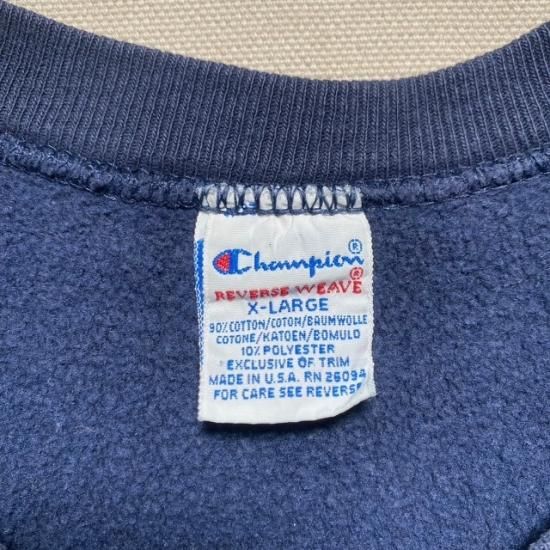 Champion®
REVERSE WEAVE®
X-LARGE
90% COTTON/COTON/BAUMWOLLE
COTONE/KATOEN/BOMULD
10% POLYESTER
EXCLUSIVE OF TRIM
MADE IN U.S.A. RN 26094
FOR CARE SEE REVERSE